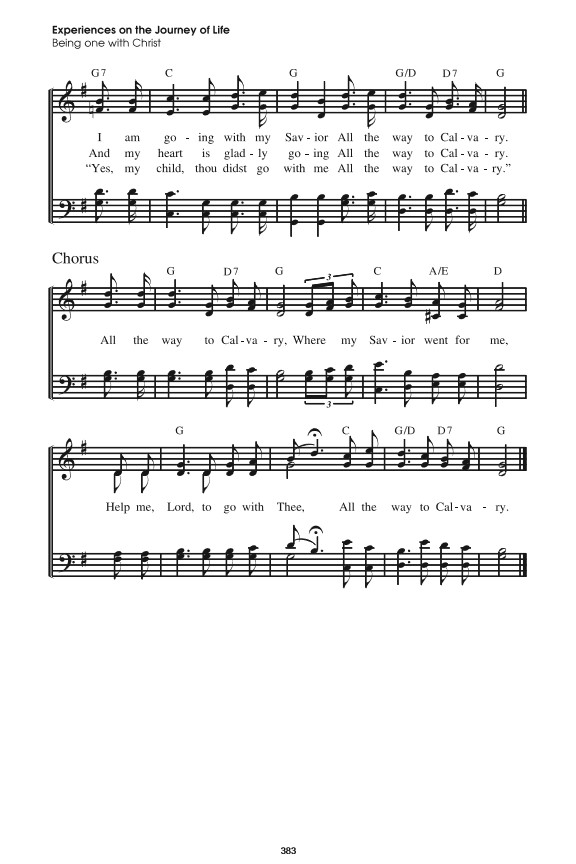 Experiences on the Journey of Life
Being one with Christ
G7 C G G/D D7 G
I am go - ing with my Sav - ior All the way to Cal - va - ry.
And my heart is glad - ly go - ing All the way to Cal - va - ry.
“Yes, my child, thou didst go with me All the way to Cal - va - ry.”
Chorus
G D7 G C A/E D
3
All the way to Cal - va - ry, Where my Sav - ior went for me,
3
G C G/D D7 G
Help me, Lord, to go with Thee, All the way to Cal - va - ry.
383